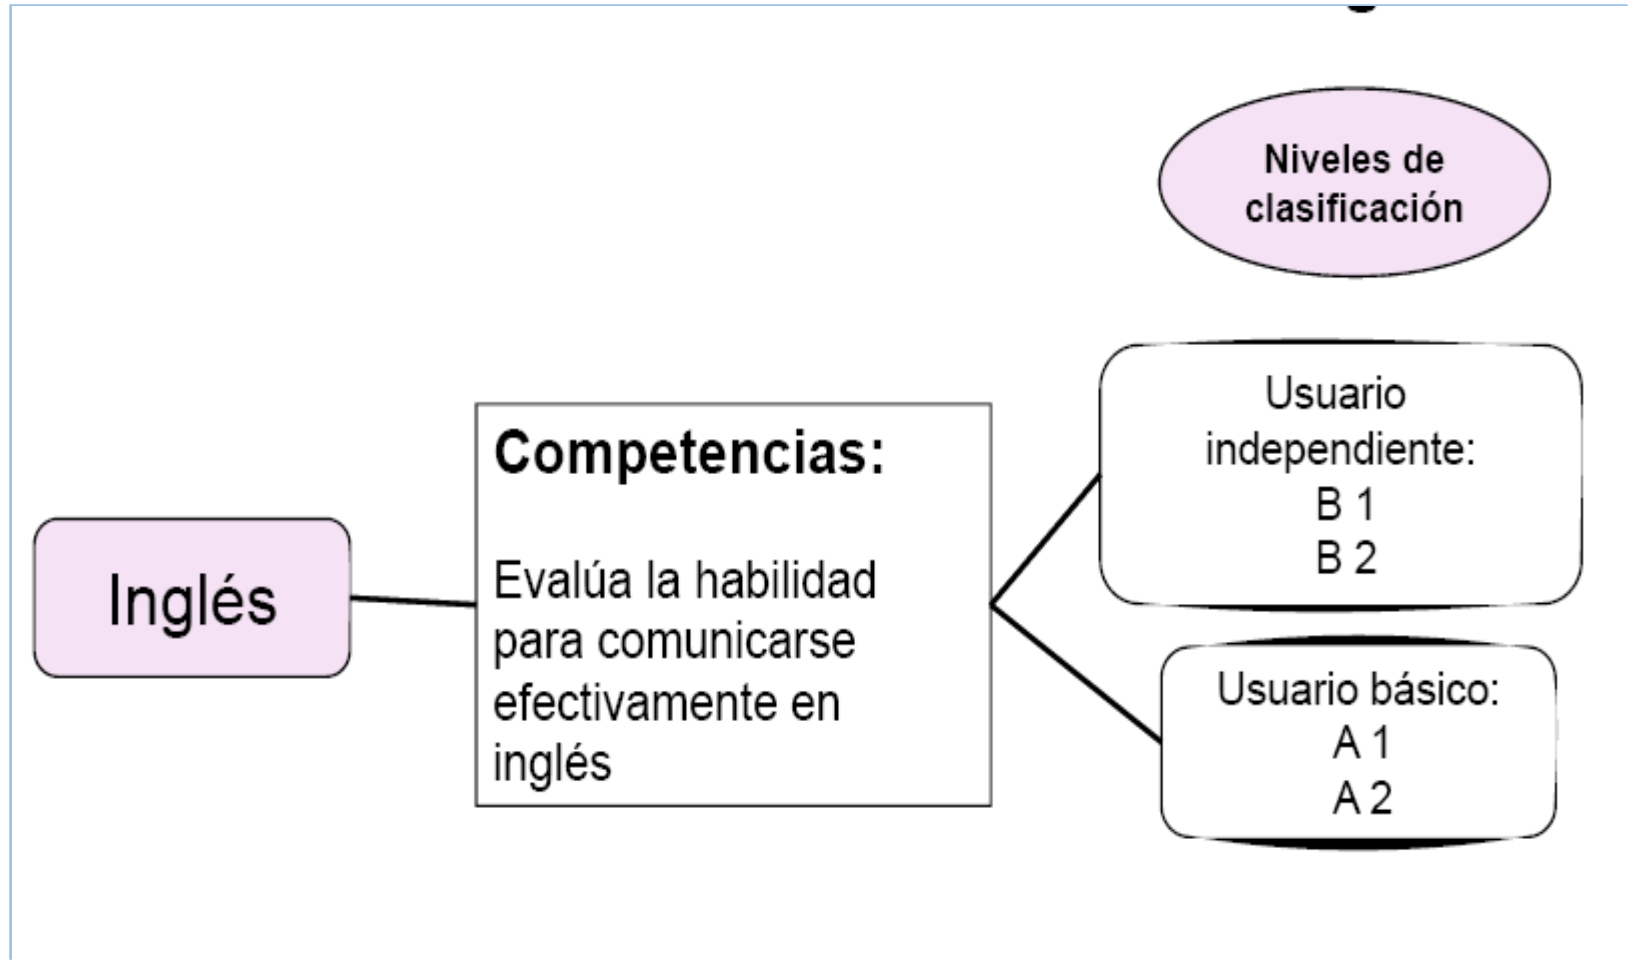 Niveles de
clasificación
Usuario
independiente:
B 1
B 2
Competencias:
Evalúa la habilidad
para comunicarse
efectivamente en
inglés
Inglés
Usuario básico:
A 1
A 2